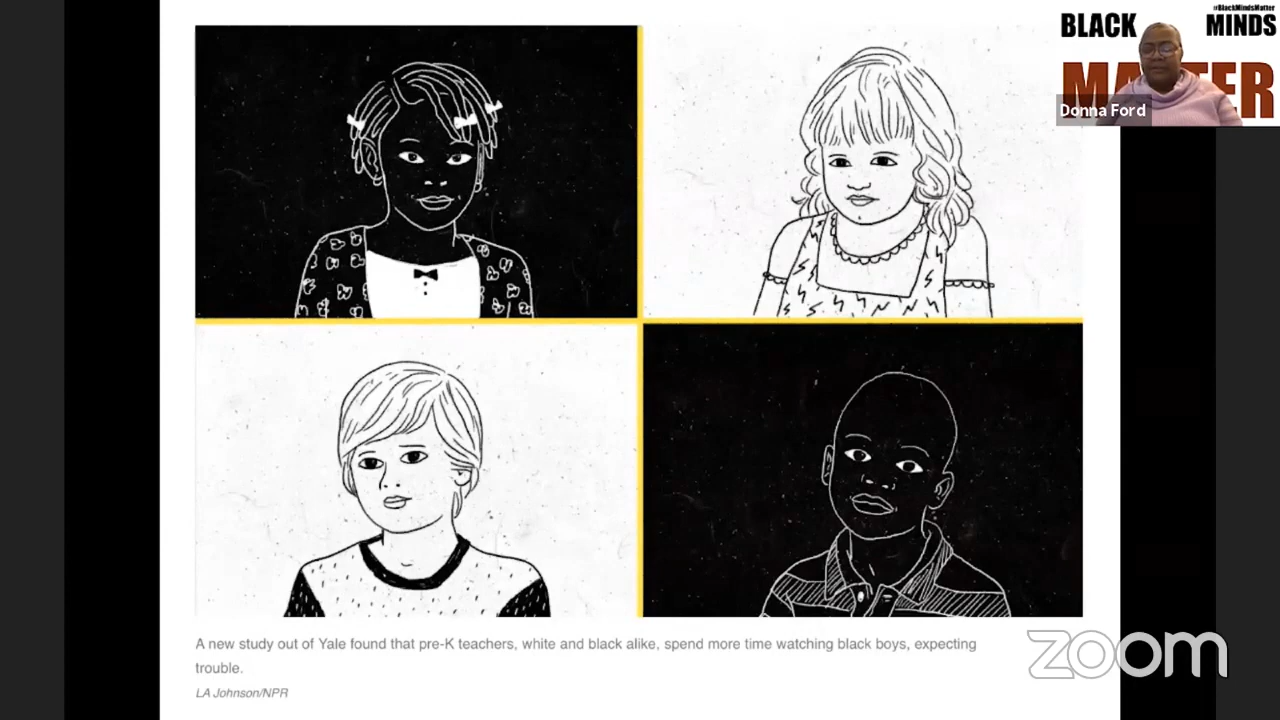 #BlackMindsMatter
BLACK MINDS
Donna Ford
A new study out of Yale found that pre-K teachers, white and black alike, spend more time watching black boys, expecting
trouble.
LA Johnson/NPR
zoom